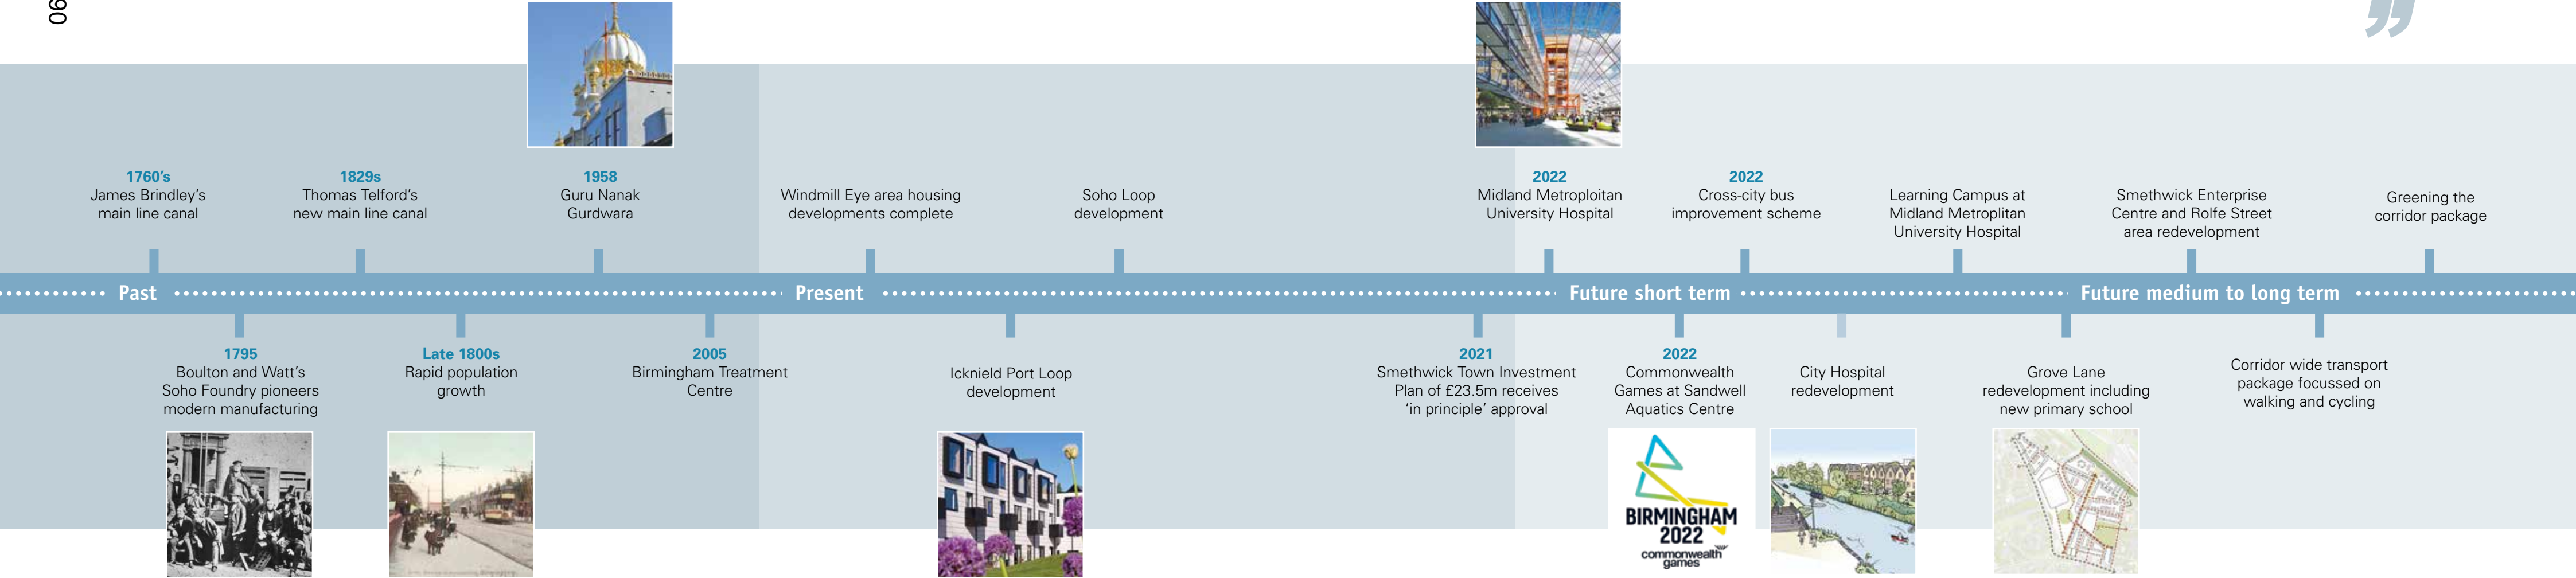 06
”
1760’s
James Brindley’s
main line canal
1829s
Thomas Telford’s
new main line canal
1958
Guru Nanak
Gurdwara
Windmill Eye area housing
developments complete
Soho Loop
development
2022
Midland Metroploitan
University Hospital
2022
Cross-city bus
improvement scheme
Learning Campus at
Midland Metroplitan
University Hospital
Smethwick Enterprise
Centre and Rolfe Street
area redevelopment
Greening the
corridor package
Past
Present
Future short term
Future medium to long term
1795
Boulton and Watt’s
Soho Foundry pioneers
modern manufacturing
Late 1800s
Rapid population
growth
2005
Birmingham Treatment
Centre
Icknield Port Loop
development
2021
Smethwick Town Investment
Plan of £23.5m receives
‘in principle’ approval
2022
Commonwealth
Games at Sandwell
Aquatics Centre
City Hospital
redevelopment
Grove Lane
redevelopment including
new primary school
Corridor wide transport
package focussed on
walking and cycling
BIRMINGHAM
2022
commonwealth
games